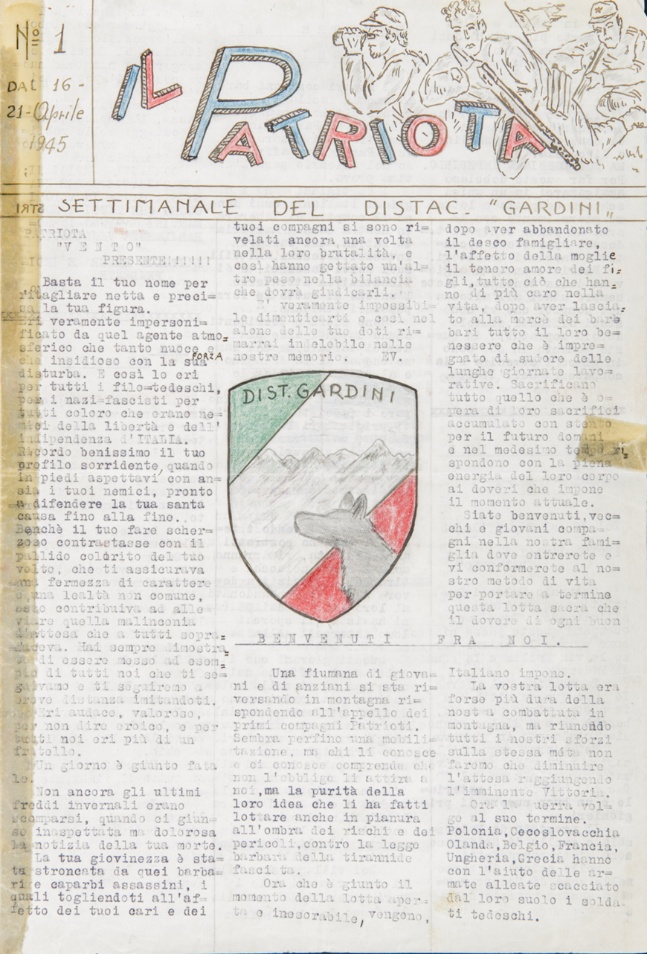 No 1
DAL 16 -
21 - Aprile
1945
IL PATRIOTA
SETTIMANALE DEL DISTAC. "GARDINI"
PATRIOTA
"VENTO"
PRESENTE!!!!!!!
Basta il tuo nome per
ritagliare netta e preci=
sa la tua figura.
Eri veramente impersoni=
ficato da quel agente atmo=
sferico che tanto nuoce e
che insidioso con la sua FORZA
disturba. E così lo eri
per tutti i filo=tedeschi,
per i nazi=fascisti per
tutti coloro che erano ne=
mici della libertà e dell'
indipendenza d'ITALIA.
Ricordo benissimo il tuo
profilo sorridente, quando
in piedi aspettavi con an=
sia i tuoi nemici, pronto
a difendere la tua santa
causa fino alla fine.
Benchè il tuo fare scher=
zoso contrastasse con il
pallido colorito del tuo
volto, che ti assicurava
una fermezza di carattere
e una lealtà non comune,
esso contribuiva ad alle=
viare quella malinconia
d'attesa che a tutti sopra=
Hai sempre dimostra=
to di essere messo ad esem=
pio di tutti noi che ti se=
guivamo e ti seguiremo a
breve distanza imitandoti.
Eri audace, valoroso,
per non dire eroico, e per
tutti noi eri più di un
fratello.
Un giorno è giunto fata
le.
Non ancora gli ultimi
freddi invernali erano
scomparsi, quando ci giun=
se inaspettata ma dolorosa
la notizia della tua morte.
La tua giovinezza è sta=
ta stroncata da quei barba=
ri e caparbi assassini, i
quali togliendoti all'af=
fetto dei tuoi cari e dei
tuoi compagni si sono ri=
velati ancora una volta
nella loro brutalità, e
così hanno gettato un'al=
tro peso nella bilancia
che dovrà giudicarli.
E' veramente impossibi=
le dimenticarti e così nel
alone delle tue doti ri=
marrai indelebile nelle
nostre memorie. EV.
DIST. GARDINI
dopo aver abbandonato
il desco famigliare,
l'affetto della moglie
il tenero amore dei fi=
gli, tutto ciò che han=
no di più caro nella
vita, dopo aver lascia=
to alla mercè dei bar=
bari tutto il loro be=
nessere che è impre=
gnato di sudore delle
lunghe giornate lavo=
rative. Sacrificano
tutto quello che è o=
pera di loro sacrifici
accumulato con stento
per il futuro domani
e nel medesimo tempo ri=
spondono con la piena
energia del loro corpo
ai doveri che impone
il momento attuale.
Siate benvenuti, vec=
chi e giovani compa=
gni nella nostra fami=
glia dove entrerete e
vi conformerete al no=
stro metodo di vita
per portare a termine
questa lotta sacra che
il dovere di ogni buon
BENVENUTI FRA NOI.
Una fiumana di giova=
ni e di anziani si sta ri=
versando in montagna ri=
spondendo all'appello dei
primi compagni Patrioti.
Sembra perfino una mobili=
tazione, ma chi li conosce
e ci conosce comprende che
non l'obbligo li attira a
noi, ma la purità della
loro idea che li ha fatti
lottare anche in pianura
all'ombra dei rischi e dei
pericoli, contro la legge
barbara della tirannide
fascista.
Ora che è giunto il
momento della lotta aper=
ta e inesorabile, vengono,
Italiano impone.
La vostra lotta era
forse più dura della
nostra combattuta in
montagna, ma riunendo
tutti i nostri sforzi
sulla stessa mèta non
faremo che diminuire
l'attesa raggiungendo
l'imminente Vittoria.
Ora la guerra vol=
ge al suo termine.
Polonia, Cecoslovacchia
Olanda, Belgio, Francia,
Ungheria, Grecia hanno
con l'aiuto delle ar=
mate alleate scacciato
dal loro suolo i solda=
ti tedeschi.